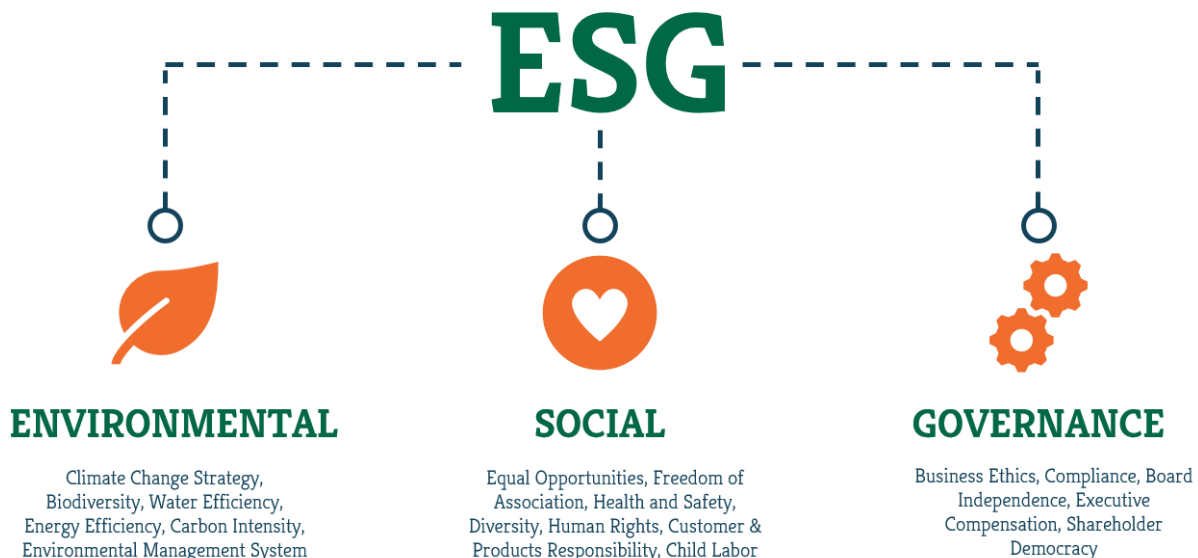 ESG
ENVIRONMENTAL
Climate Change Strategy,
Biodiversity, Water Efficiency,
Energy Efficiency, Carbon Intensity,
Environmental Management System
SOCIAL
Equal Opportunities, Freedom of
Association, Health and Safety,
Diversity, Human Rights, Customer &
Products Responsibility, Child Labor
GOVERNANCE
Business Ethics, Compliance, Board
Independence, Executive
Compensation, Shareholder
Democracy